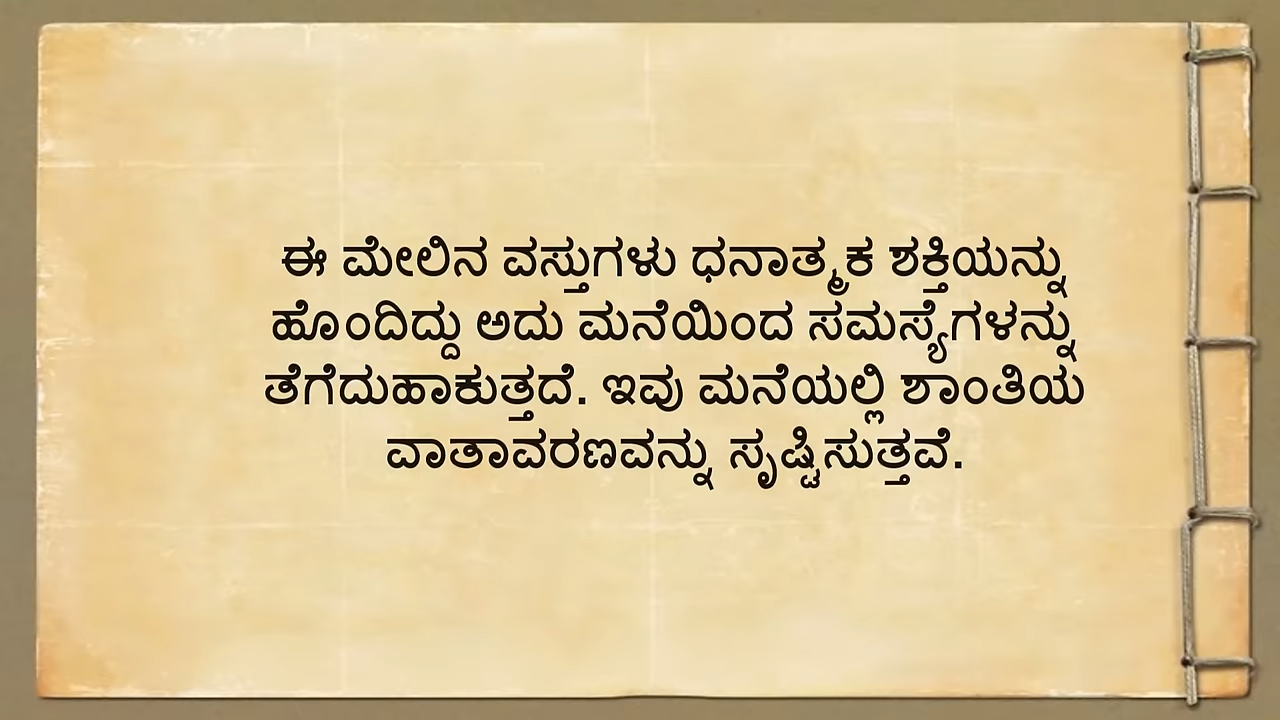 ಈ ಮೇಲಿನ ವಸ್ತುಗಳು ಧನಾತ್ಮಕ ಶಕ್ತಿಯನ್ನು
ಹೊಂದಿದ್ದು ಅದು ಮನೆಯಿಂದ ಸಮಸ್ಯೆಗಳನ್ನು
ತೆಗೆದುಹಾಕುತ್ತದೆ. ಇವು ಮನೆಯಲ್ಲಿ ಶಾಂತಿಯ
ವಾತಾವರಣವನ್ನು ಸೃಷ್ಟಿಸುತ್ತವೆ.